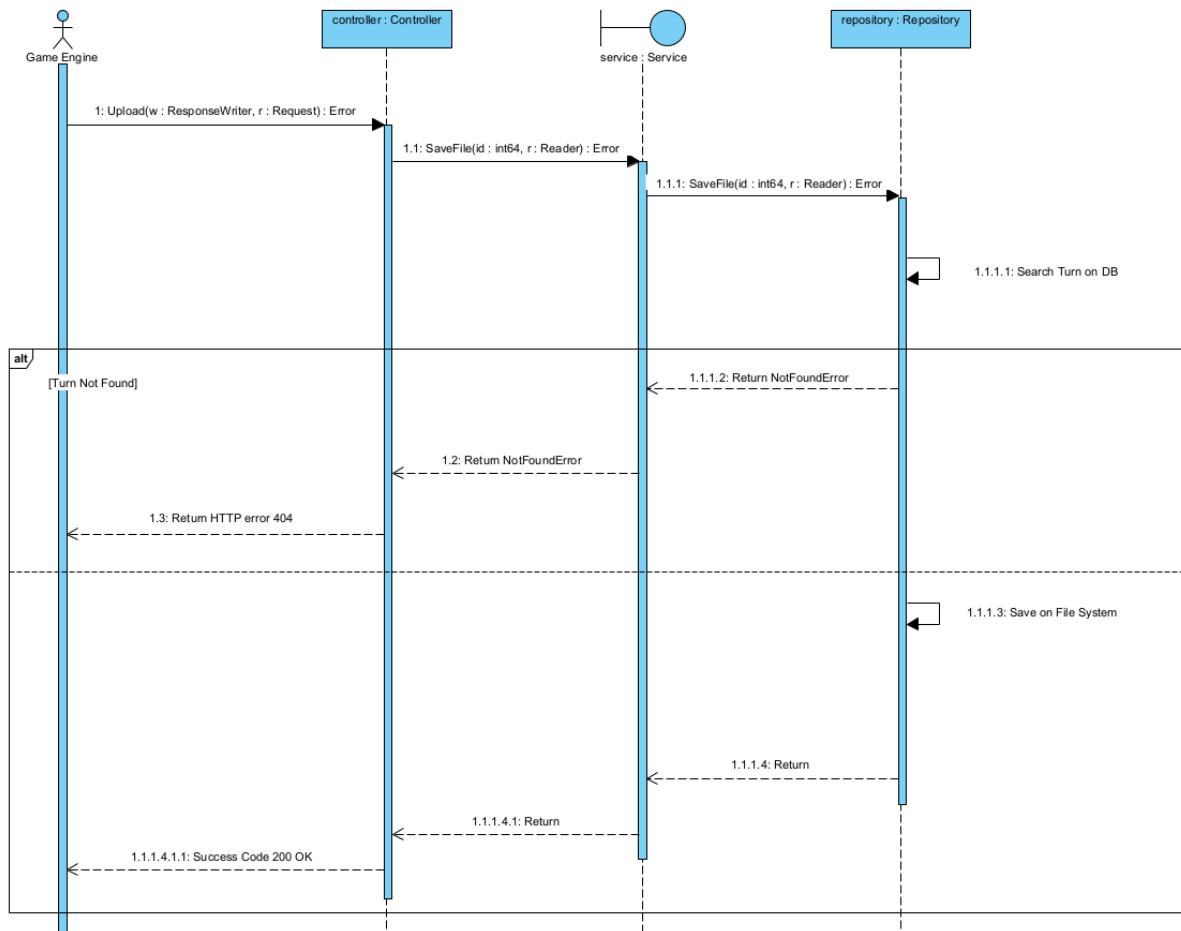 controller : Controller
repository : Repository
Game Engine
service : Service
1: Upload(w : ResponseWriter, r : Request) : Error
1.1: SaveFile(id : int64, r : Reader) : Error
1.1.1: SaveFile(id : int64, r : Reader) : Error
1.1.1.1: Search Turn on DB
alt
[Turn Not Found]
1.1.1.2: Return NotFoundError
1.2: Return NotFoundError
1.3: Return HTTP error 404
1.1.1.3: Save on File System
1.1.1.4: Return
1.1.1.4.1: Return
1.1.1.4.1.1: Success Code 200 OK